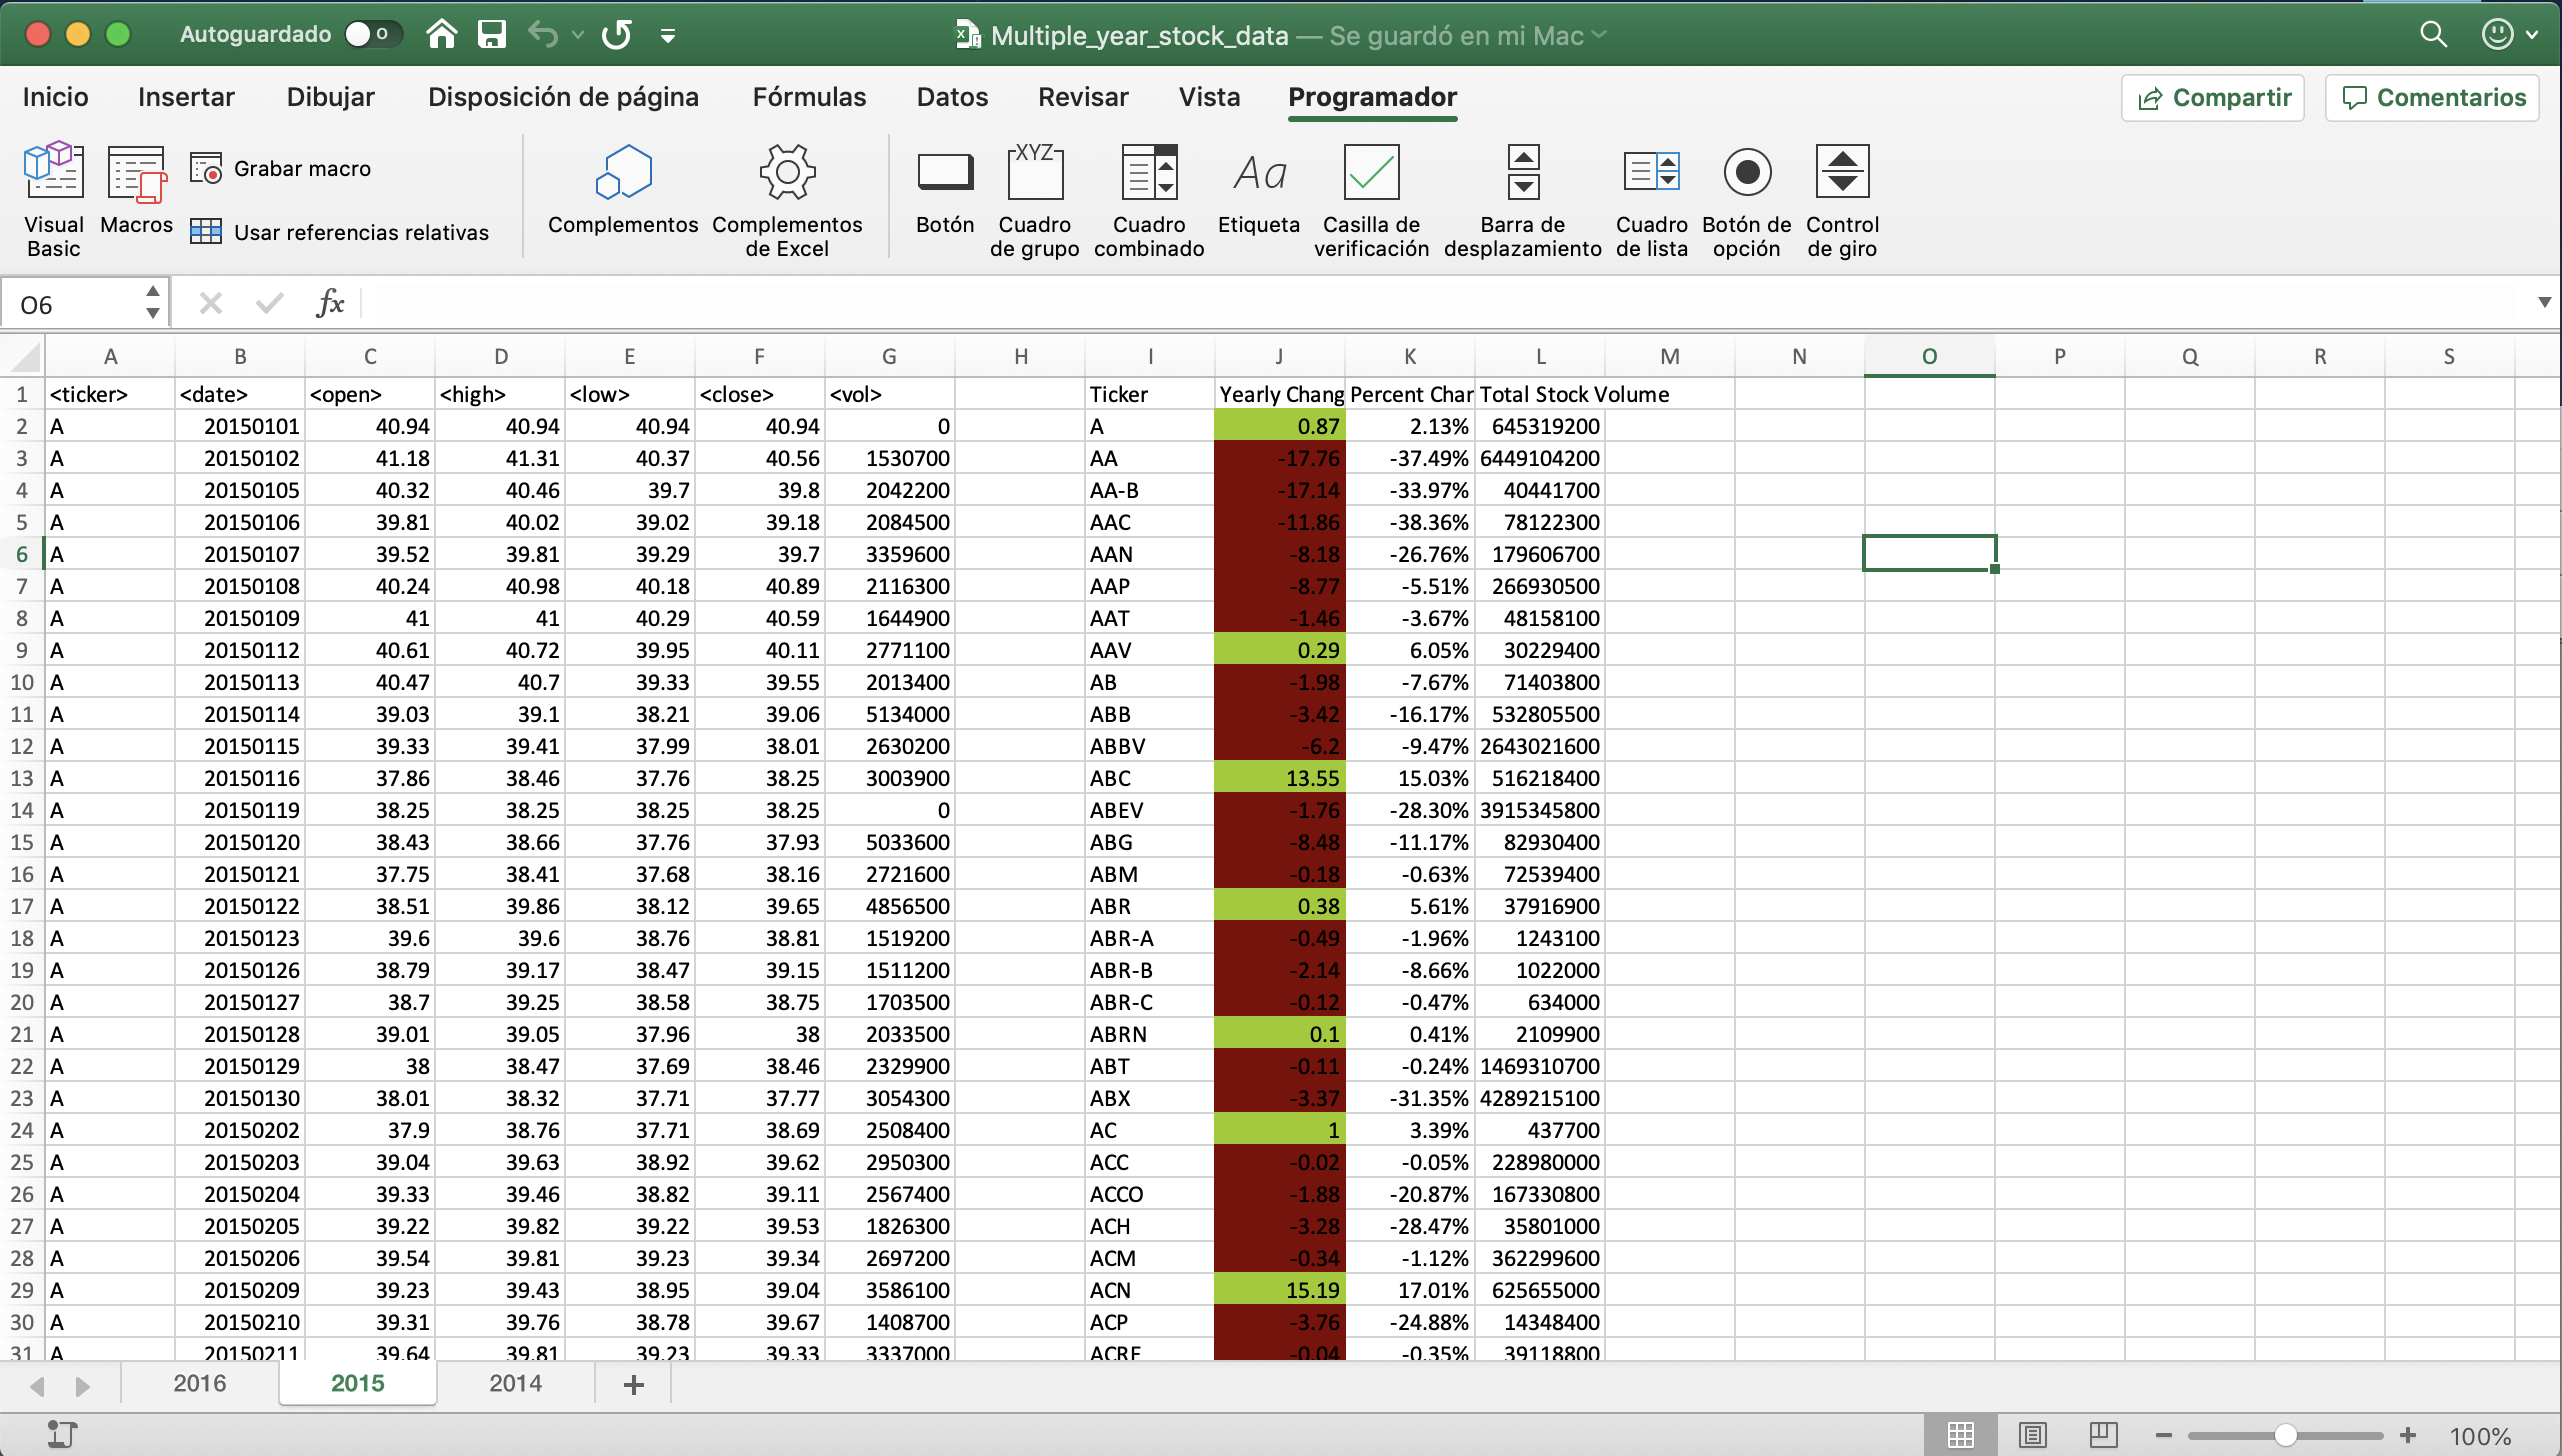 Autoguardado
Multiple_year_stock_data — Se guardó en mi Mac
Inicio Insertar Dibujar Disposición de página Fórmulas Datos Revisar Vista Programador Compartir Comentarios
Visual Basic
Macros
Grabar macro
Usar referencias relativas
Complementos
Complementos de Excel
Botón
Cuadro de grupo
Cuadro combinado
Etiqueta
Casilla de verificación
Barra de desplazamiento
Cuadro de lista
Botón de opción
Control de giro
O6 fx
A B C D E F G H I J K L M N O P Q R S
1 <ticker> <date> <open> <high> <low> <close> <vol> Ticker Yearly Chang Percent Char Total Stock Volume
2 A 20150101 40.94 40.94 40.94 40.94 0 A 0.87 2.13% 645319200
3 A 20150102 41.18 41.31 40.37 40.56 1530700 AA -17.76 -37.49% 6449104200
4 A 20150105 40.32 40.46 39.7 39.8 2042200 AA-B -17.14 -33.97% 40441700
5 A 20150106 39.81 40.02 39.02 39.18 2084500 AAC -11.86 -38.36% 78122300
6 A 20150107 39.52 39.81 39.29 39.7 3359600 AAN -8.18 -26.76% 179606700
7 A 20150108 40.24 40.98 40.18 40.89 2116300 AAP -8.77 -5.51% 266930500
8 A 20150109 41 41 40.29 40.59 1644900 AAT -1.46 -3.67% 48158100
9 A 20150112 40.61 40.72 39.95 40.11 2771100 AAV 0.29 6.05% 30229400
10 A 20150113 40.47 40.7 39.33 39.55 2013400 AB -1.98 -7.67% 71403800
11 A 20150114 39.03 39.1 38.21 39.06 5134000 ABB -3.42 -16.17% 532805500
12 A 20150115 39.33 39.41 37.99 38.01 2630200 ABBV -6.2 -9.47% 2643021600
13 A 20150116 37.86 38.46 37.76 38.25 3003900 ABC 13.55 15.03% 516218400
14 A 20150119 38.25 38.25 38.25 38.25 0 ABEV -1.76 -28.30% 3915345800
15 A 20150120 38.43 38.66 37.76 37.93 5033600 ABG -8.48 -11.17% 82930400
16 A 20150121 37.75 38.41 37.68 38.16 2721600 ABM -0.18 -0.63% 72539400
17 A 20150122 38.51 39.86 38.12 39.65 4856500 ABR 0.38 5.61% 37916900
18 A 20150123 39.6 39.6 38.76 38.81 1519200 ABR-A -0.49 -1.96% 1243100
19 A 20150126 38.79 39.17 38.47 39.15 1511200 ABR-B -2.14 -8.66% 1022000
20 A 20150127 38.7 39.25 38.58 38.75 1703500 ABR-C -0.12 -0.47% 634000
21 A 20150128 39.01 39.05 37.96 38 2033500 ABRN 0.1 0.41% 2109900
22 A 20150129 38 38.47 37.69 38.46 2329900 ABT -0.11 -0.24% 1469310700
23 A 20150130 38.01 38.32 37.71 37.77 3054300 ABX -3.37 -31.35% 4289215100
24 A 20150202 37.9 38.76 37.71 38.69 2508400 AC 1 3.39% 437700
25 A 20150203 39.04 39.63 38.92 39.62 2950300 ACC -0.02 -0.05% 228980000
26 A 20150204 39.33 39.46 38.82 39.11 2567400 ACCO -1.88 -20.87% 167330800
27 A 20150205 39.22 39.82 39.22 39.53 1826300 ACH -3.28 -28.47% 35801000
28 A 20150206 39.54 39.81 39.23 39.34 2697200 ACM -0.34 -1.12% 362299600
29 A 20150209 39.23 39.43 38.95 39.04 3586100 ACN 15.19 17.01% 625655000
30 A 20150210 39.31 39.76 38.78 39.67 1408700 ACP -3.76 -24.88% 14348400
31 A 20150211 39.64 39.81 39.23 39.33 3337000 ACRE -0.04 -0.35% 39118800
2016 2015 2014
100%